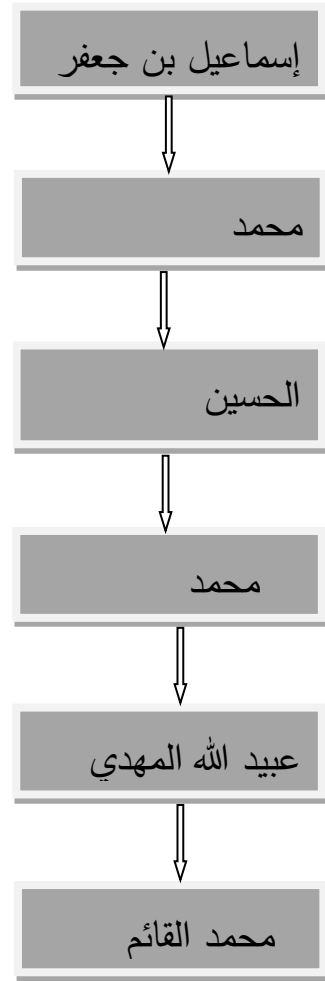 إسماعيل بن جعفر
محمد
الحسين
محمد
عبيد الله المهدي
محمد القائم